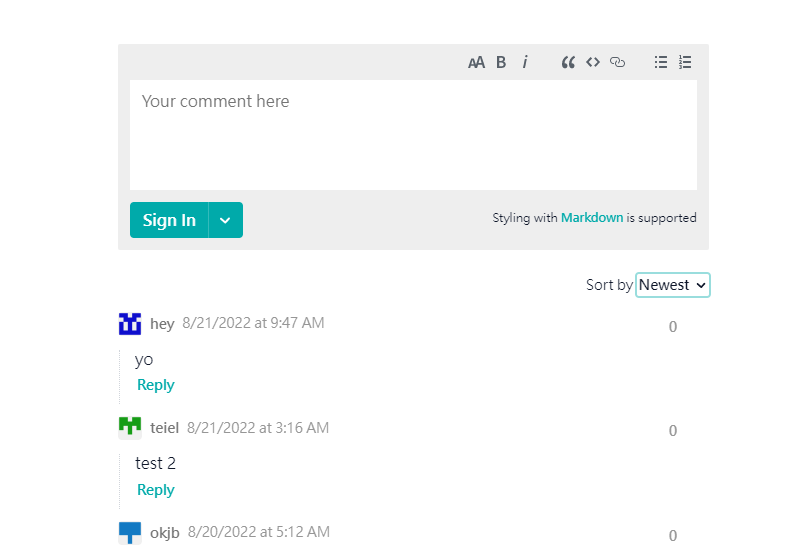 AA B i
Your comment here
Sign In
Styling with Markdown is supported
Sort by Newest
hey 8/21/2022 at 9:47 AM 0
yo
Reply
teiel 8/21/2022 at 3:16 AM 0
test 2
Reply
okjb 8/20/2022 at 5:12 AM 0